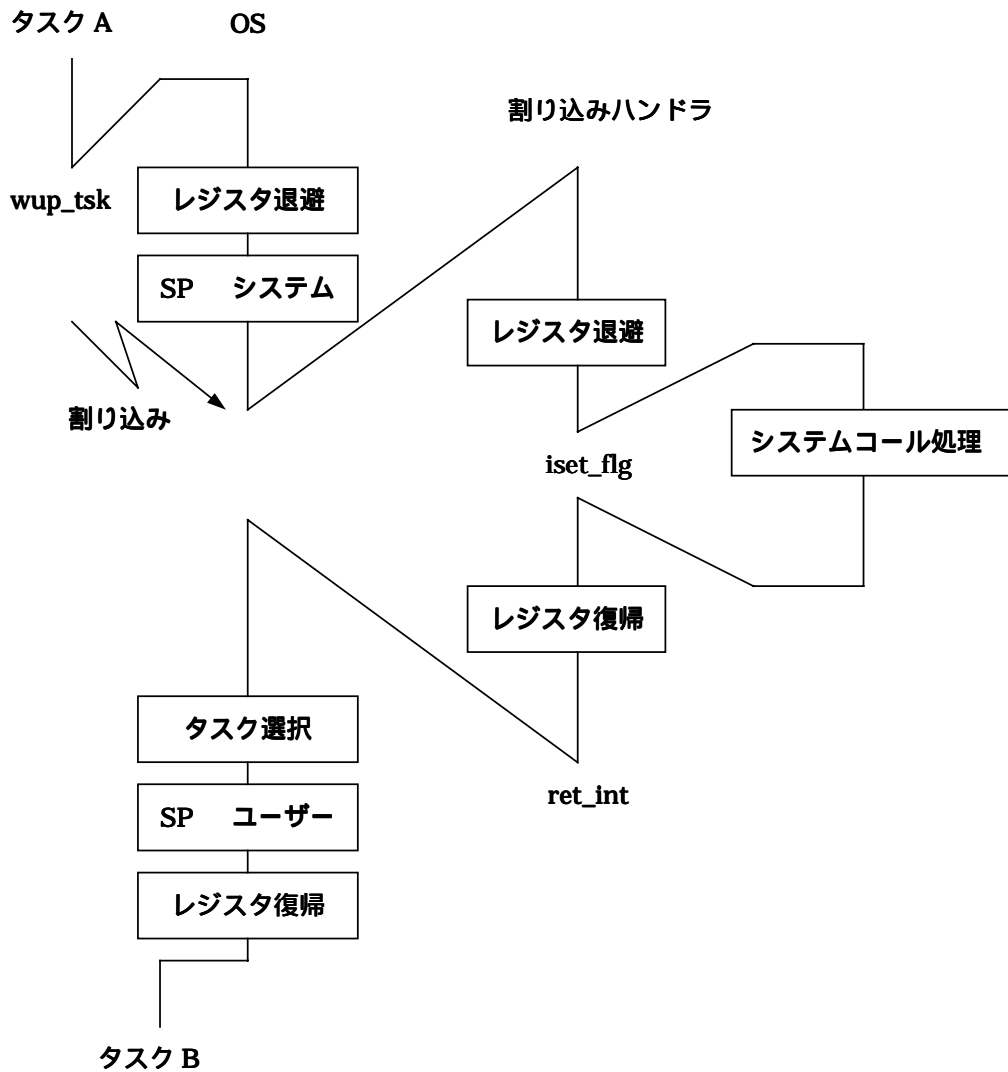 タスク A
OS
割り込みハンドラ
wup_tsk
レジスタ退避
SP システム
レジスタ退避
割り込み
システムコール処理
iset_flg
レジスタ復帰
タスク選択
ret_int
SP ユーザー
レジスタ復帰
タスク B